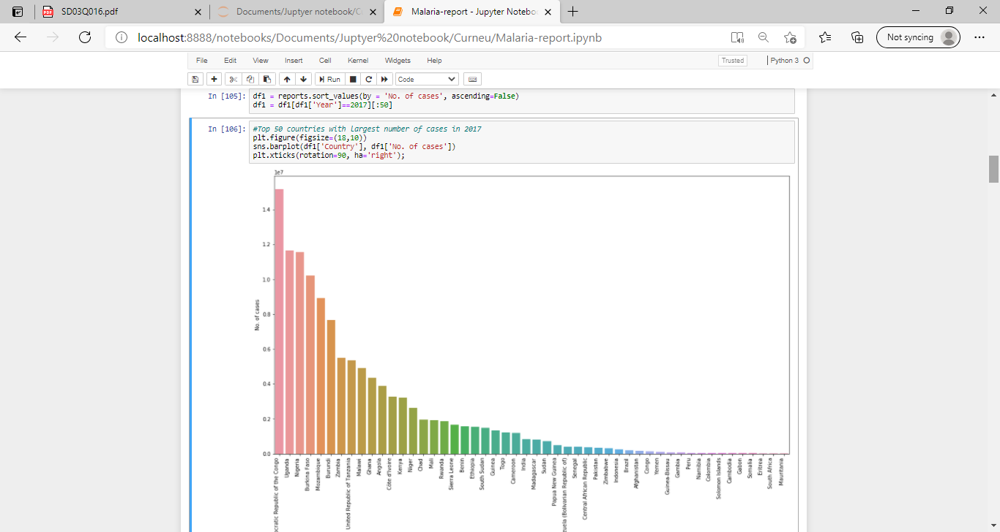 SD03Q016.pdf
Documents/Juptyer notebook/C
Malaria-report - Jupyter Notebo
localhost:8888/notebooks/Documents/Juptyer%20notebook/Curneu/Malaria-report.ipynb
Not syncing
File Edit View Insert Cell Kernel Widgets Help
Trusted
Python 3
Run
Code
In [105]:
df1 = reports.sort_values(by = 'No. of cases', ascending=False)
df1 = df1[df1['Year']==2017][:50]
In [106]:
#Top 50 countries with largest number of cases in 2017
plt.figure(figsize=(18,10))
sns.barplot(df1['Country'], df1['No. of cases'])
plt.xticks(rotation=90, ha='right');
1e7
1.4
1.2
1.0
0.8
0.6
0.4
0.2
0.0
No. of cases
cratic Republic of the Congo
Uganda
Nigeria
Burkina Faso
Mozambique
Burundi
Zambia
United Republic of Tanzania
Malawi
Ghana
Angola
Côte d'Ivoire
Kenya
Niger
Chad
Mali
Rwanda
Sierra Leone
Benin
Ethiopia
South Sudan
Guinea
Togo
Cameroon
India
Madagascar
Sudan
Papua New Guinea
zuela (Bolivarian Republic of)
Senegal
Central African Republic
Pakistan
Zimbabwe
Indonesia
Brazil
Afghanistan
Congo
Yemen
Guinea-Bissau
Gambia
Peru
Namibia
Colombia
Solomon Islands
Cambodia
Gabon
Somalia
Eritrea
South Africa
Mauritania